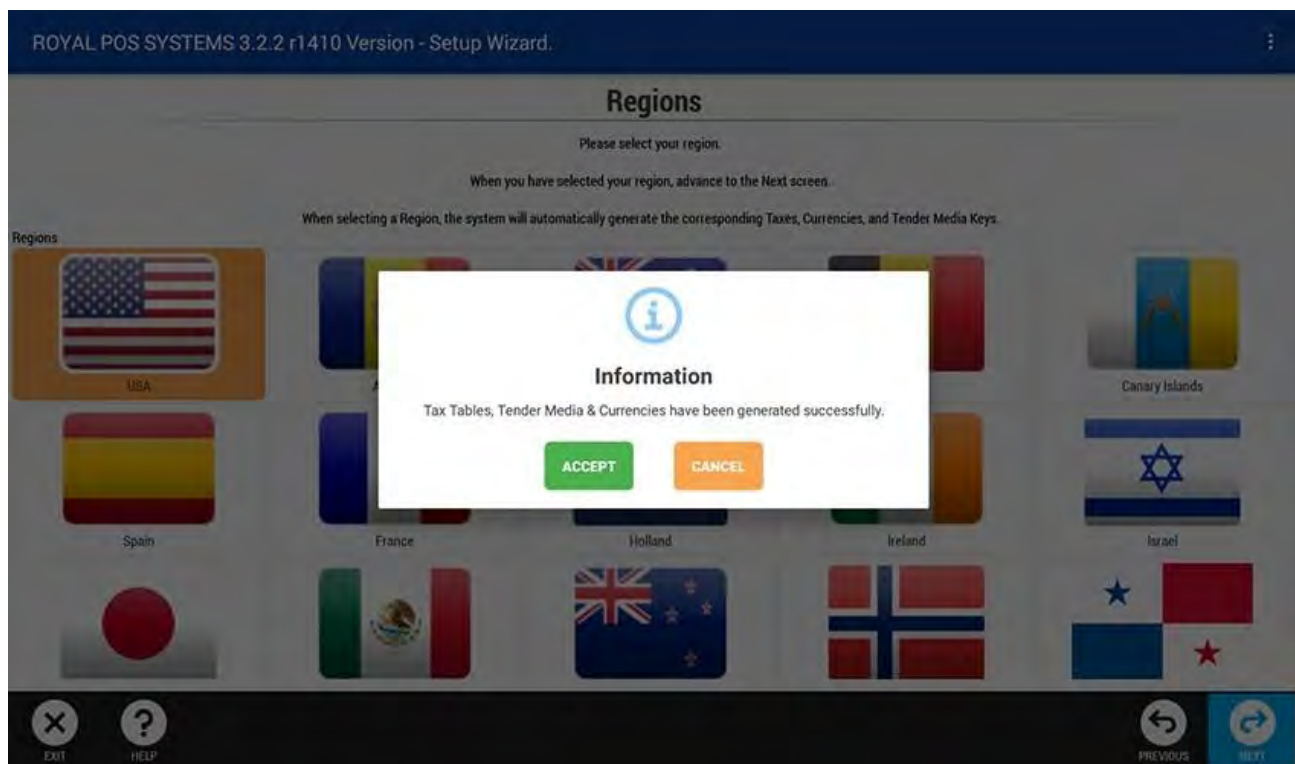 ROYAL POS SYSTEMS 3.2.2 r1410 Version - Setup Wizard.
Regions
Please select your region.
When you have selected your region, advance to the Next screen.
When selecting a Region, the system will automatically generate the corresponding Taxes, Currencies, and Tender Media Keys.
Regions
USA
Canary Islands
Information
Tax Tables, Tender Media & Currencies have been generated successfully.
ACCEPT
CANCEL
Spain
France
Holland
Ireland
Israel
EXIT
HELP
PREVIOUS
NEXT